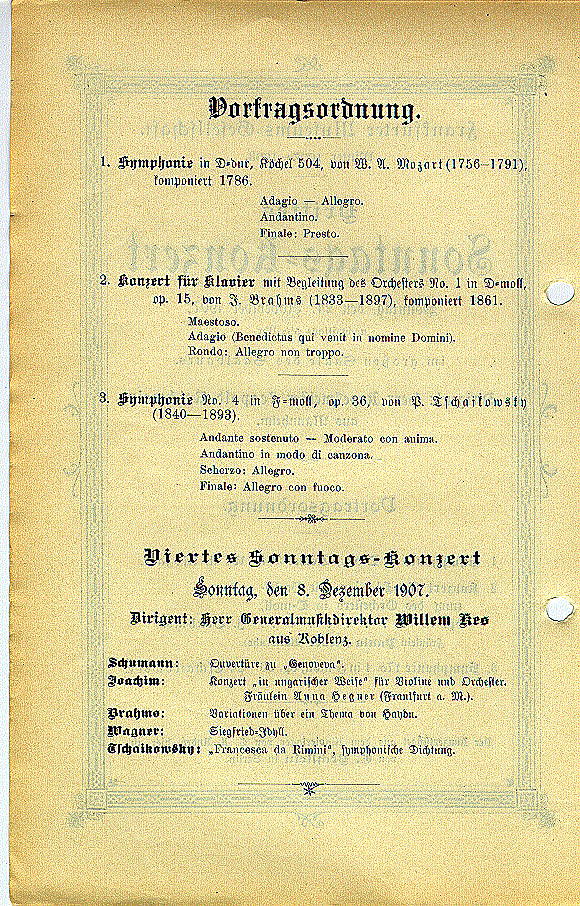 Vortragsordnung.
1. Symphonie in D-dur, Köchel 504, von W. A. Mozart (1756—1791),
komponiert 1786.
Adagio — Allegro.
Andantino.
Finale: Presto.
2. Konzert für Klavier mit Begleitung des Orchesters No. 1 in D-moll,
op. 15, von J. Brahms (1833—1897), komponiert 1861.
Maestoso.
Adagio (Benedictus qui venit in nomine Domini).
Rondo: Allegro non troppo.
3. Symphonie No. 4 in F-moll, op. 36, von P. Tschaikowsky
(1840—1893).
Andante sostenuto — Moderato con anima.
Andantino in modo di canzona.
Scherzo: Allegro.
Finale: Allegro con fuoco.
Viertes Sonntags-Konzert
Sonntag, den 8. Dezember 1907.
Dirigent: Herr Generalmusikdirektor Willem Kes
aus Koblenz.
Schumann: Ouvertüre zu „Genoveva“.
Joachim: Konzert „in ungarischer Weise“ für Violine und Orchester.
Fräulein Anna Hegner (Frankfurt a. M.).
Brahms: Variationen über ein Thema von Haydn.
Wagner: Siegfried-Idyll.
Tschaikowsky: „Francesca da Rimini“, symphonische Dichtung.